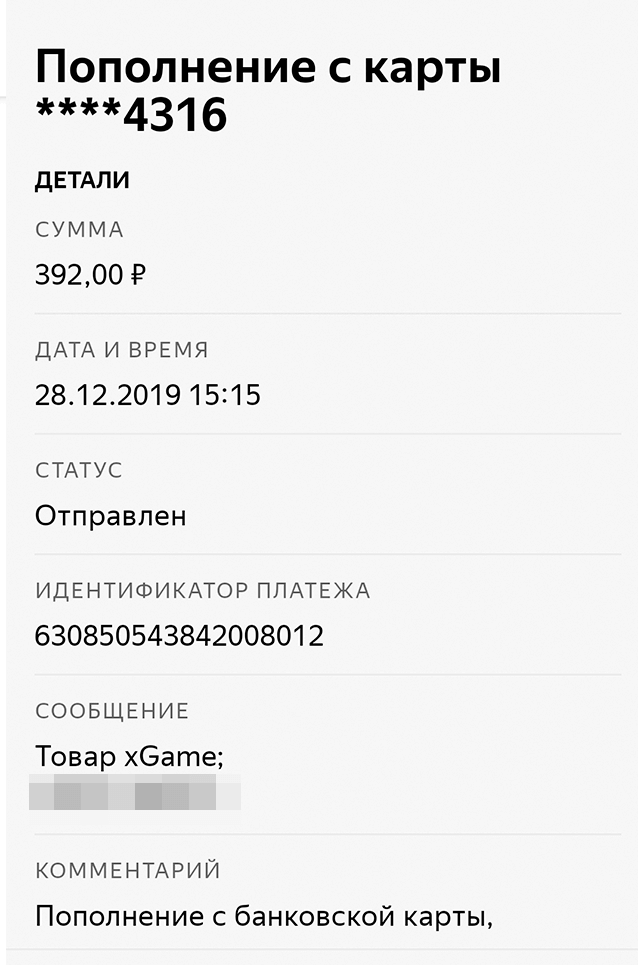 Пополнение с карты
****4316
ДЕТАЛИ
СУММА
392,00 ₽
ДАТА И ВРЕМЯ
28.12.2019 15:15
СТАТУС
Отправлен
ИДЕНТИФИКАТОР ПЛАТЕЖА
630850543842008012
СООБЩЕНИЕ
Товар xGame;
КОММЕНТАРИЙ
Пополнение с банковской карты,